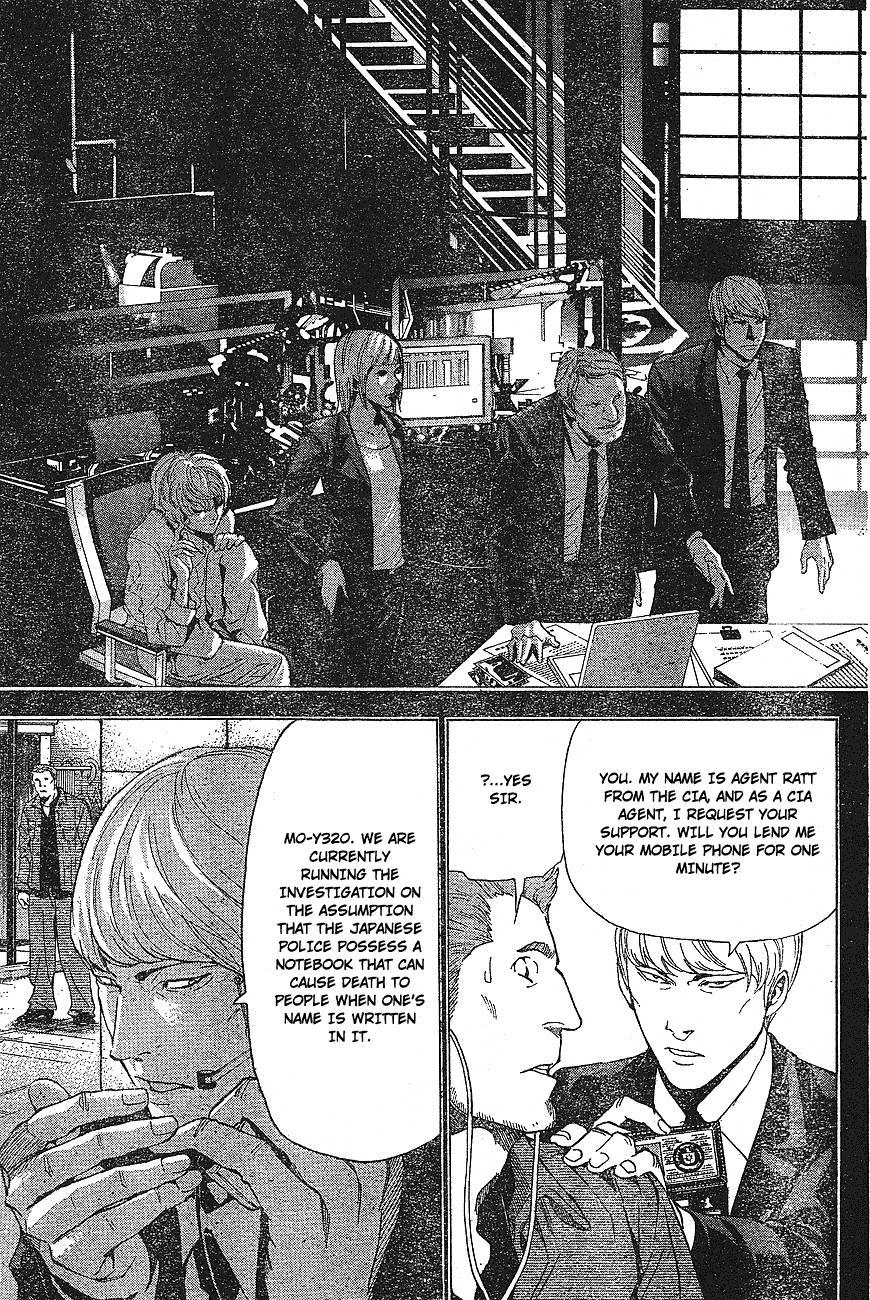 YOU. MY NAME IS AGENT RATT
FROM THE CIA, AND AS A CIA
AGENT, I REQUEST YOUR
SUPPORT. WILL YOU LEND ME
YOUR MOBILE PHONE FOR ONE
MINUTE?
?...YES
SIR.
MO-Y320. WE ARE
CURRENTLY
RUNNING THE
INVESTIGATION ON
THE ASSUMPTION
THAT THE JAPANESE
POLICE POSSESS A
NOTEBOOK THAT CAN
CAUSE DEATH TO
PEOPLE WHEN ONE'S
NAME IS WRITTEN
IN IT.